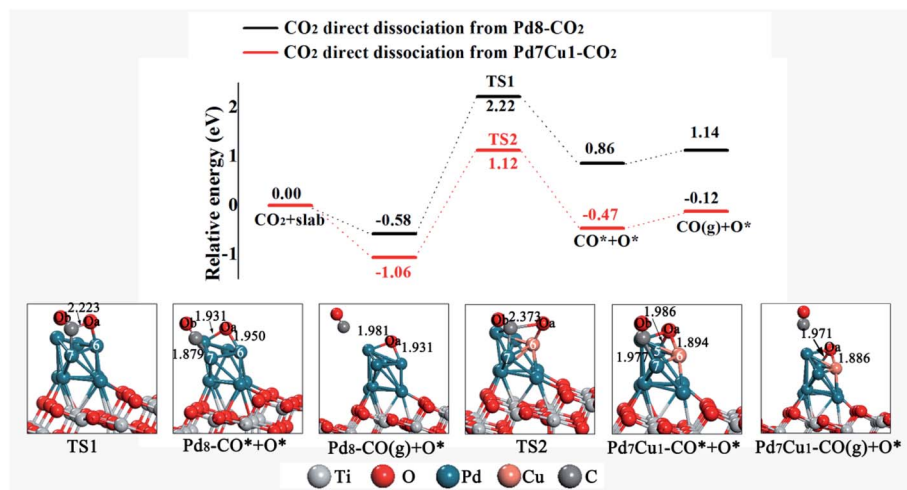 CO2 direct dissociation from Pd8-CO2
CO2 direct dissociation from Pd7Cu1-CO2
Relative energy (eV)
2
1
0
-1
0.00
CO2+slab
-0.58
-1.06
TS1
2.22
TS2
1.12
0.86
-0.47
CO*+O*
1.14
-0.12
CO(g)+O*
Ob 2.223 Oa 6
Ob 1.931 Oa 1.950 1.879 6
1.981 Oa 1.931
Ob 2.373 Oa 6
1.986 Ob Oa 1.894 1.977 6
1.971 Oa 1.886
TS1 Pd8-CO*+O* Pd8-CO(g)+O* TS2 Pd7Cu1-CO*+O* Pd7Cu1-CO(g)+O*
Ti O Pd Cu C